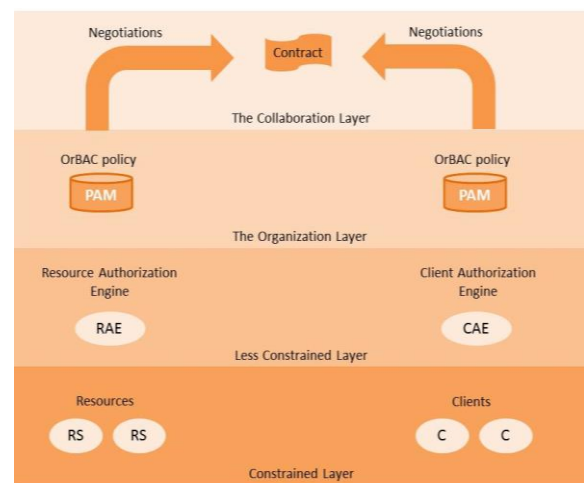 Negotiations
Negotiations
Contract
The Collaboration Layer
OrBAC policy
OrBAC policy
PAM
PAM
The Organization Layer
Resource Authorization
Engine
Client Authorization
Engine
RAE
CAE
Less Constrained Layer
Resources
Clients
RS
RS
C
C
Constrained Layer